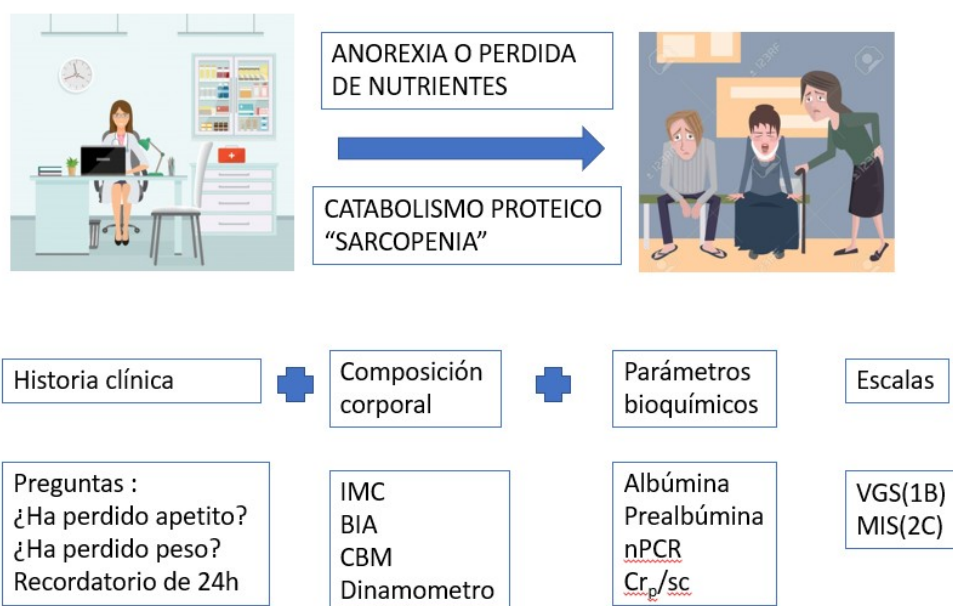 ANOREXIA O PERDIDA
DE NUTRIENTES
CATABOLISMO PROTEICO
“SARCOPENIA”
Historia clínica
Composición
corporal
Parámetros
bioquímicos
Escalas
Preguntas :
¿Ha perdido apetito?
¿Ha perdido peso?
Recordatorio de 24h
IMC
BIA
CBM
Dinamometro
Albúmina
Prealbúmina
nPCR
Crp/sc
VGS(1B)
MIS(2C)